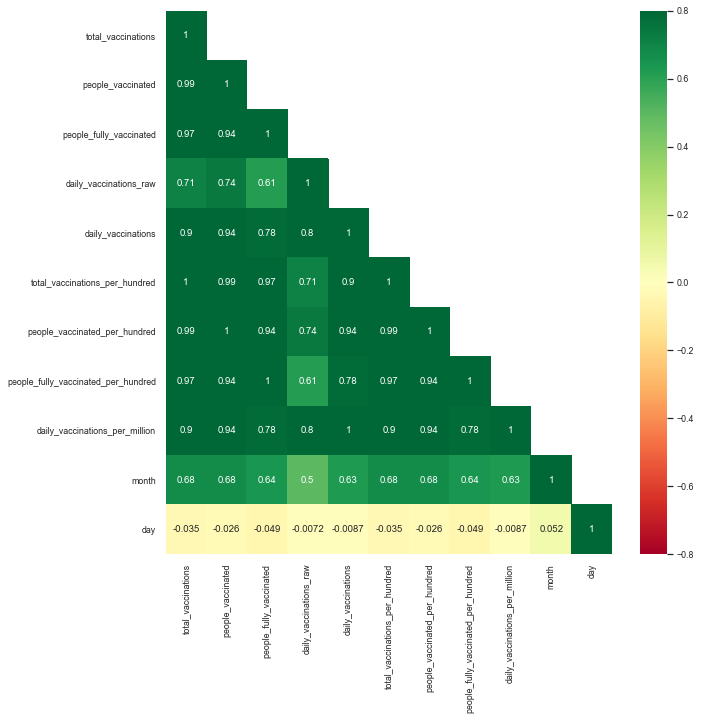 total_vaccinations 1
people_vaccinated 0.99 1
people_fully_vaccinated 0.97 0.94 1
daily_vaccinations_raw 0.71 0.74 0.61 1
daily_vaccinations 0.9 0.94 0.78 0.8 1
total_vaccinations_per_hundred 1 0.99 0.97 0.71 0.9 1
people_vaccinated_per_hundred 0.99 1 0.94 0.74 0.94 0.99 1
people_fully_vaccinated_per_hundred 0.97 0.94 1 0.61 0.78 0.97 0.94 1
daily_vaccinations_per_million 0.9 0.94 0.78 0.8 1 0.9 0.94 0.78 1
month 0.68 0.68 0.64 0.5 0.63 0.68 0.68 0.64 0.63 1
day -0.035 -0.026 -0.049 -0.0072 -0.0087 -0.035 -0.026 -0.049 -0.0087 0.052 1
total_vaccinations
people_vaccinated
people_fully_vaccinated
daily_vaccinations_raw
daily_vaccinations
total_vaccinations_per_hundred
people_vaccinated_per_hundred
people_fully_vaccinated_per_hundred
daily_vaccinations_per_million
month
day
0.8
0.6
0.4
0.2
0.0
−0.2
−0.4
−0.6
−0.8